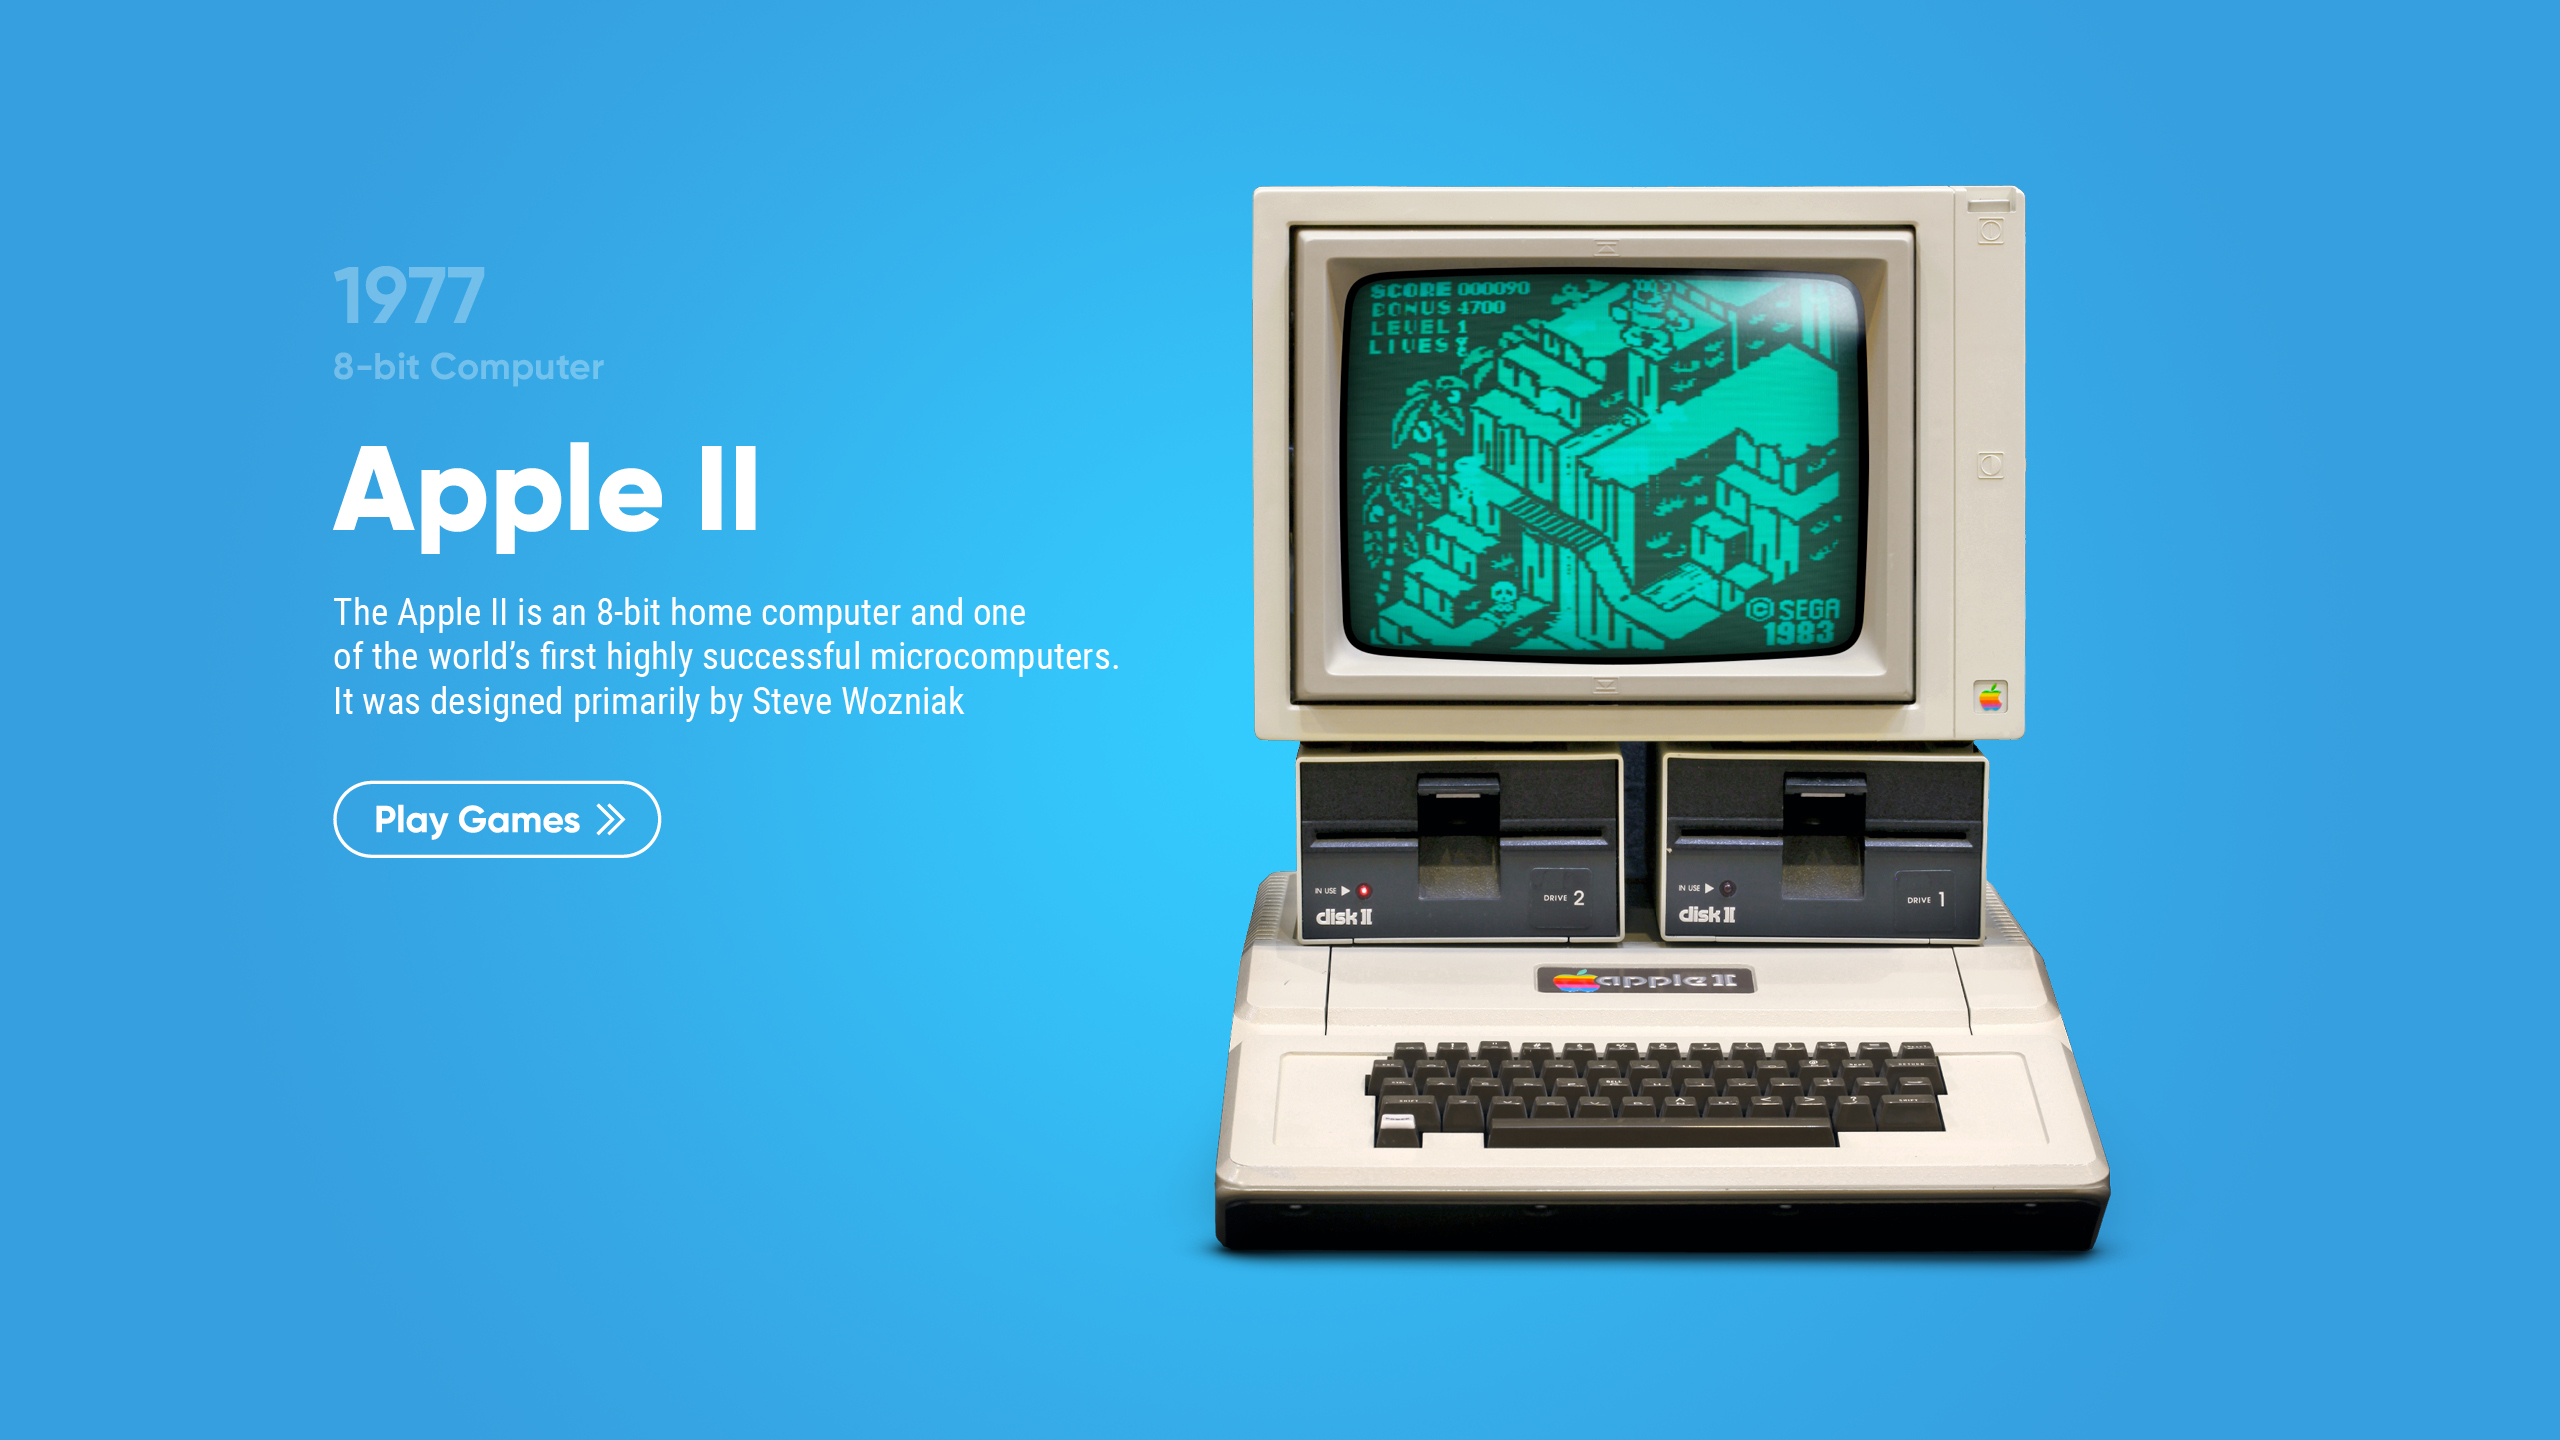 1977
8-bit Computer
Apple II
The Apple II is an 8-bit home computer and one
of the world’s first highly successful microcomputers.
It was designed primarily by Steve Wozniak
Play Games
SCORE 000090
BONUS 4700
LEVEL 1
LIVES
© SEGA
1983
IN USE
disk II
DRIVE 2
IN USE
disk II
DRIVE 1
apple II